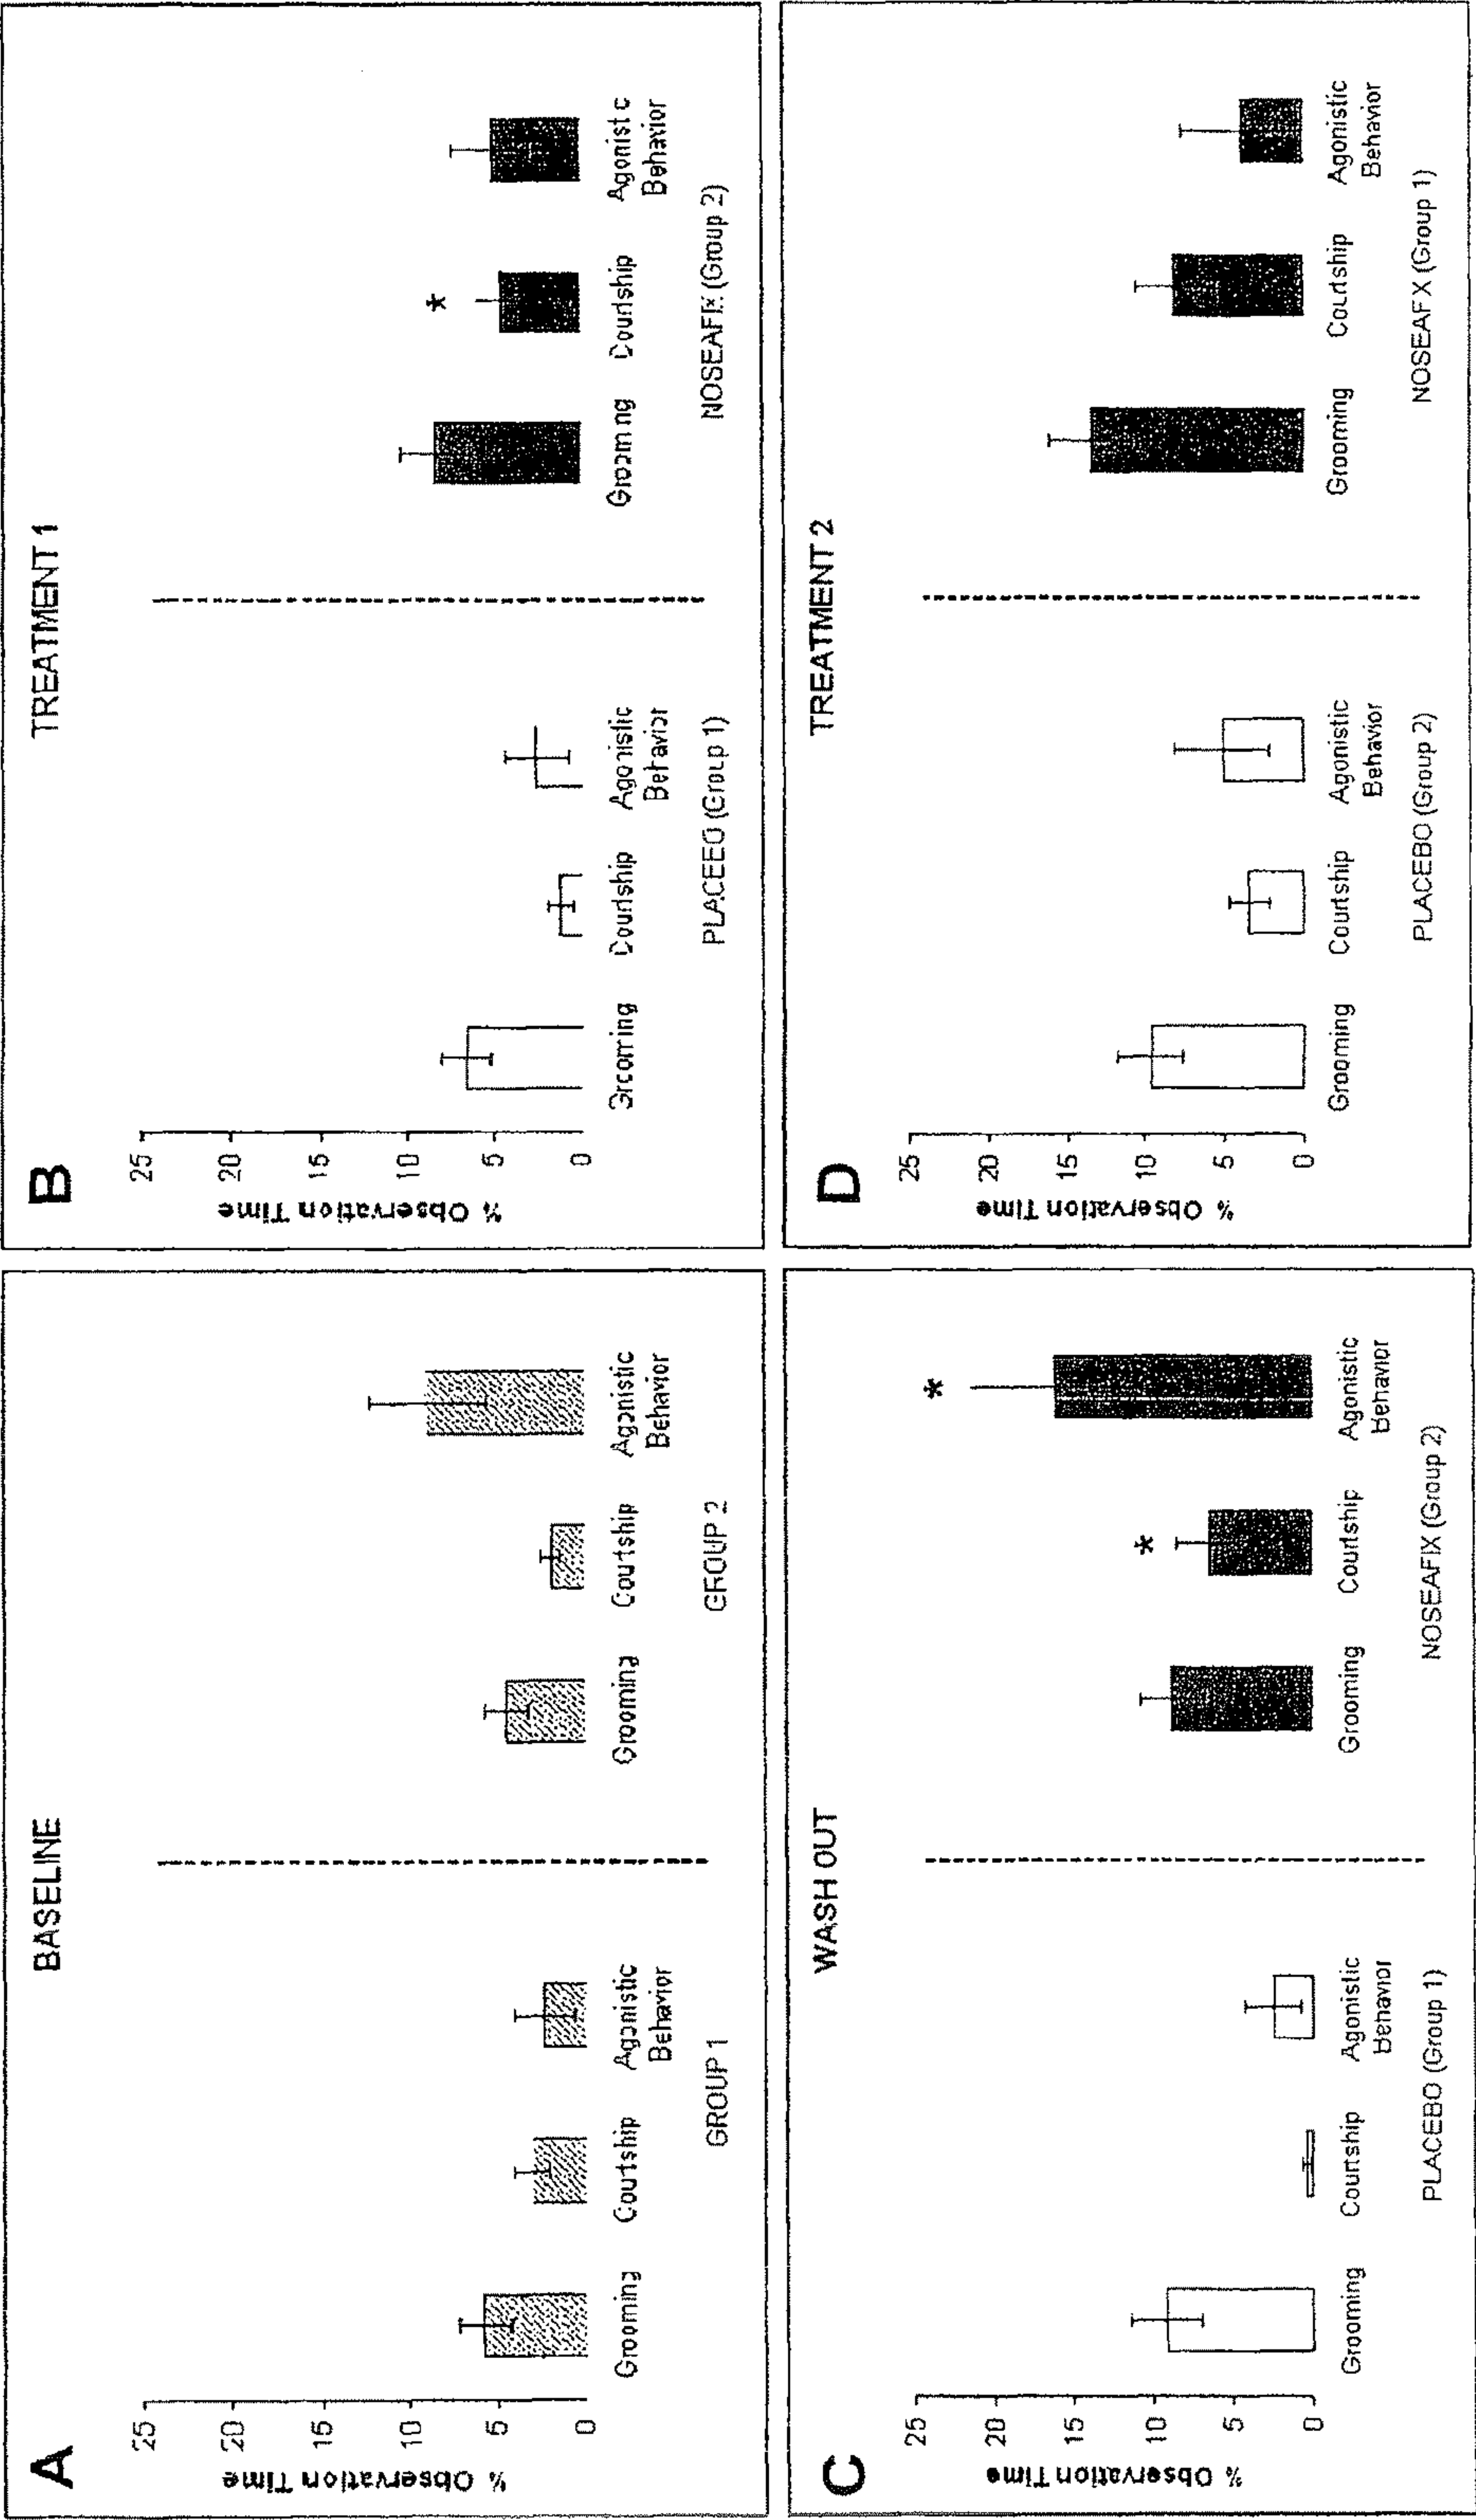 A
BASELINE
% Observation Time
25
20
15
10
5
0
Grooming
Courtship
Agonistic
Behavior
Grooming
Courtship
Agonistic
Behavior
GROUP 1
GROUP 2
B
TREATMENT 1
% Observation Time
25
20
15
10
5
0
Grooming
Courtship
Agonistic
Behavior
Grooming
*
Courtship
Agonistic
Behavior
PLACEBO (Group 1)
NOSEAFIX (Group 2)
C
WASH OUT
% Observation Time
25
20
15
10
5
0
Grooming
Courtship
Agonistic
Behavior
Grooming
*
Courtship
*
Agonistic
Behavior
PLACEBO (Group 1)
NOSEAFIX (Group 2)
D
TREATMENT 2
% Observation Time
25
20
15
10
5
0
Grooming
Courtship
Agonistic
Behavior
Grooming
Courtship
Agonistic
Behavior
PLACEBO (Group 2)
NOSEAFX (Group 1)